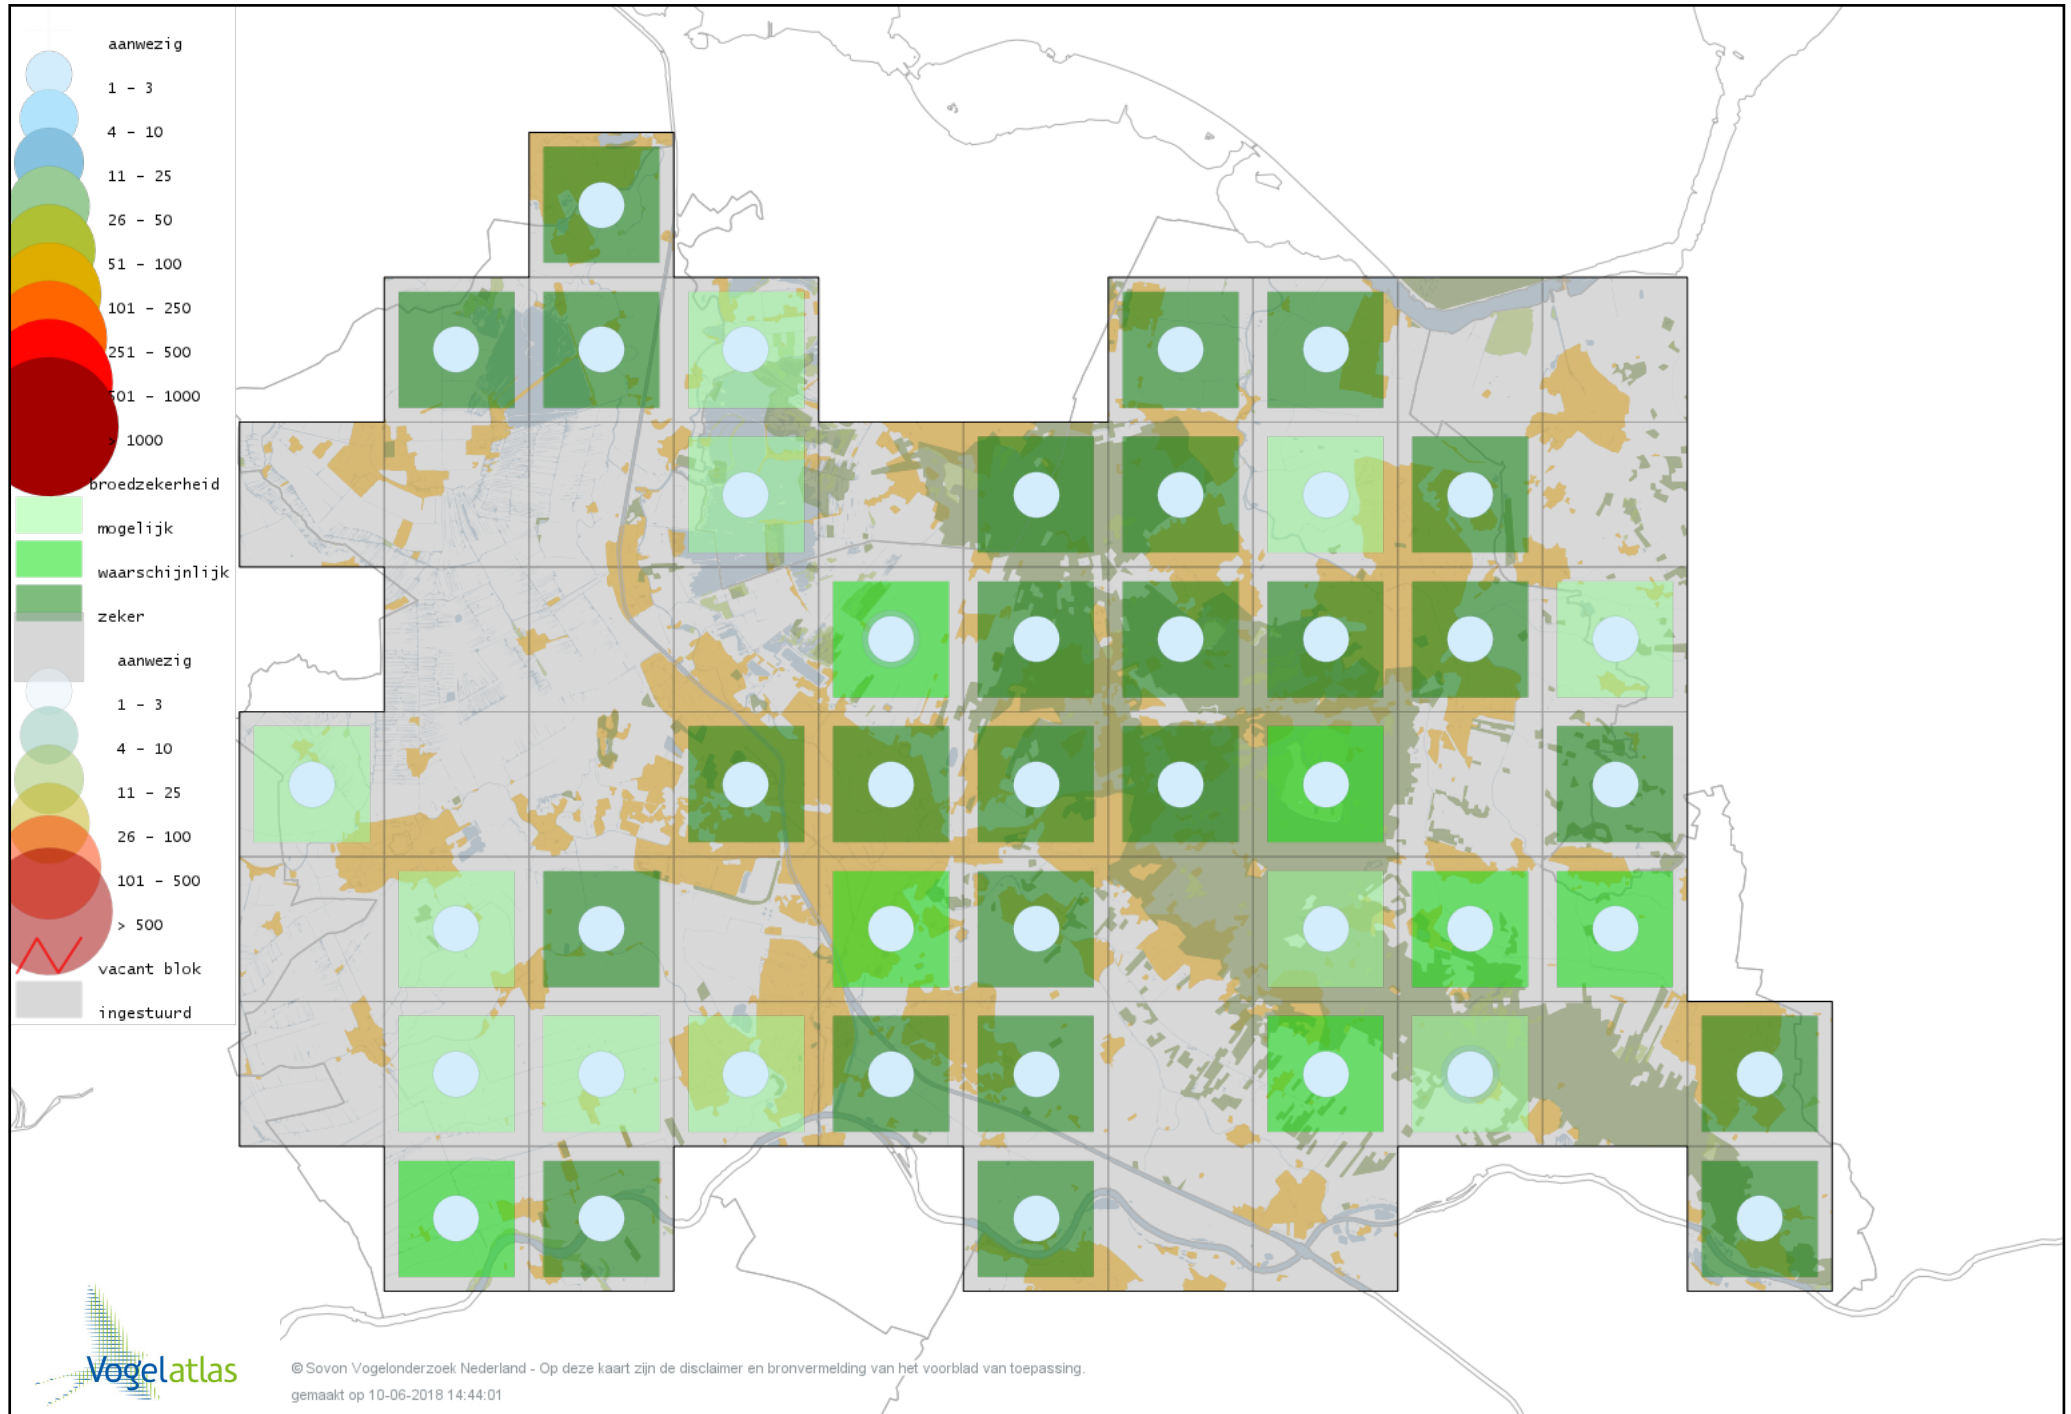 aanwezig
1 - 3
4 - 10
11 - 25
26 - 50
51 - 100
101 - 250
251 - 500
501 - 1000
> 1000
broedzekerheid
mogelijk
waarschijnlijk
zeker
aanwezig
1 - 3
4 - 10
11 - 25
26 - 100
101 - 500
> 500
vacant blok
ingestuurd
Vogelatlas
© Sovon Vogelonderzoek Nederland - Op deze kaart zijn de disclaimer en bronvermelding van het voorblad van toepassing.
gemaakt op 10-06-2018 14:44:01